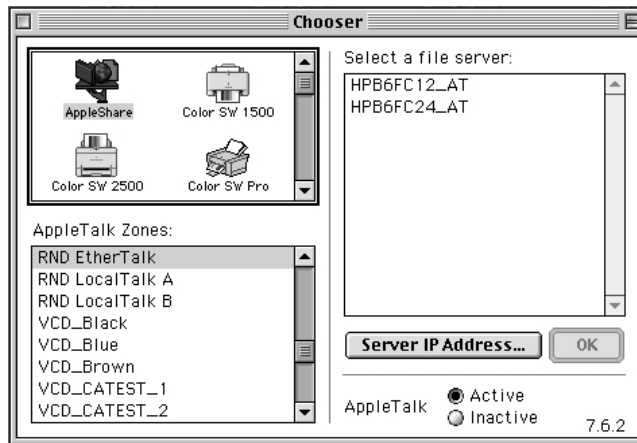 Chooser
AppleShare
Color SW 1500
Color SW 2500
Color SW Pro
AppleTalk Zones:
RND EtherTalk
RND LocalTalk A
RND LocalTalk B
VCD_Black
VCD_Blue
VCD_Brown
VCD_CATEST_1
VCD_CATEST_2
Select a file server:
HPB6FC12_AT
HPB6FC24_AT
Server IP Address...
OK
AppleTalk
Active
Inactive
7.6.2